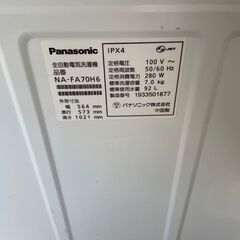 Panasonic
全自動電気洗濯機
品番
NA-FA70H6
外形寸法
幅 564 mm
奥行 573 mm
高さ 1021 mm
IPX4
JET
定格電圧 100 V～
定格周波数 50/60 Hz
定格消費電力 280 W
標準洗濯容量 7.0 kg
標準使用水量 92 L
製造番号 1933501877
パナソニック株式会社
中国製